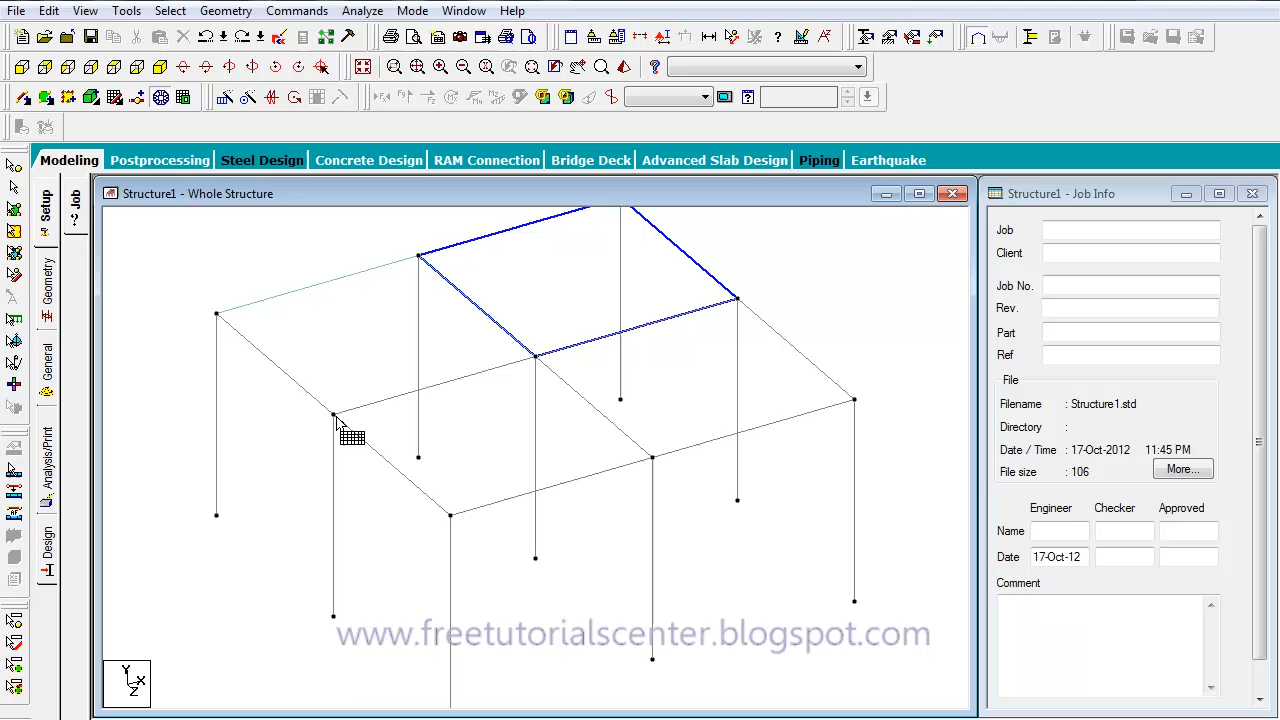 File Edit View Tools Select Geometry Commands Analyze Mode Window Help
Modeling Postprocessing Steel Design Concrete Design RAM Connection Bridge Deck Advanced Slab Design Piping Earthquake
Setup
Geometry
General
Analysis/Print
Design
Job
Structure1 - Whole Structure
Y
X
Z
www.freetutorialscenter.blogspot.com
Structure1 - Job Info
Job
Client
Job No.
Rev.
Part
Ref
File
Filename : Structure1.std
Directory :
Date / Time : 17-Oct-2012 11:45 PM
File size : 106 More...
Engineer Checker Approved
Name
Date 17-Oct-12
Comment